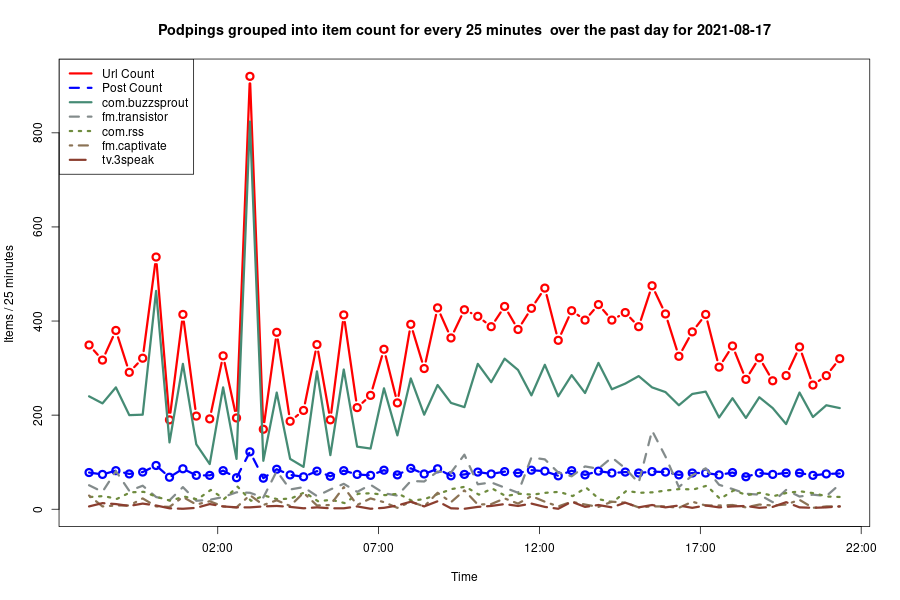 Podpings grouped into item count for every 25 minutes  over the past day for 2021-08-17
Url Count
Post Count
com.buzzsprout
fm.transistor
com.rss
fm.captivate
tv.3speak
Items / 25 minutes
800
600
400
200
0
02:00 07:00 12:00 17:00 22:00
Time